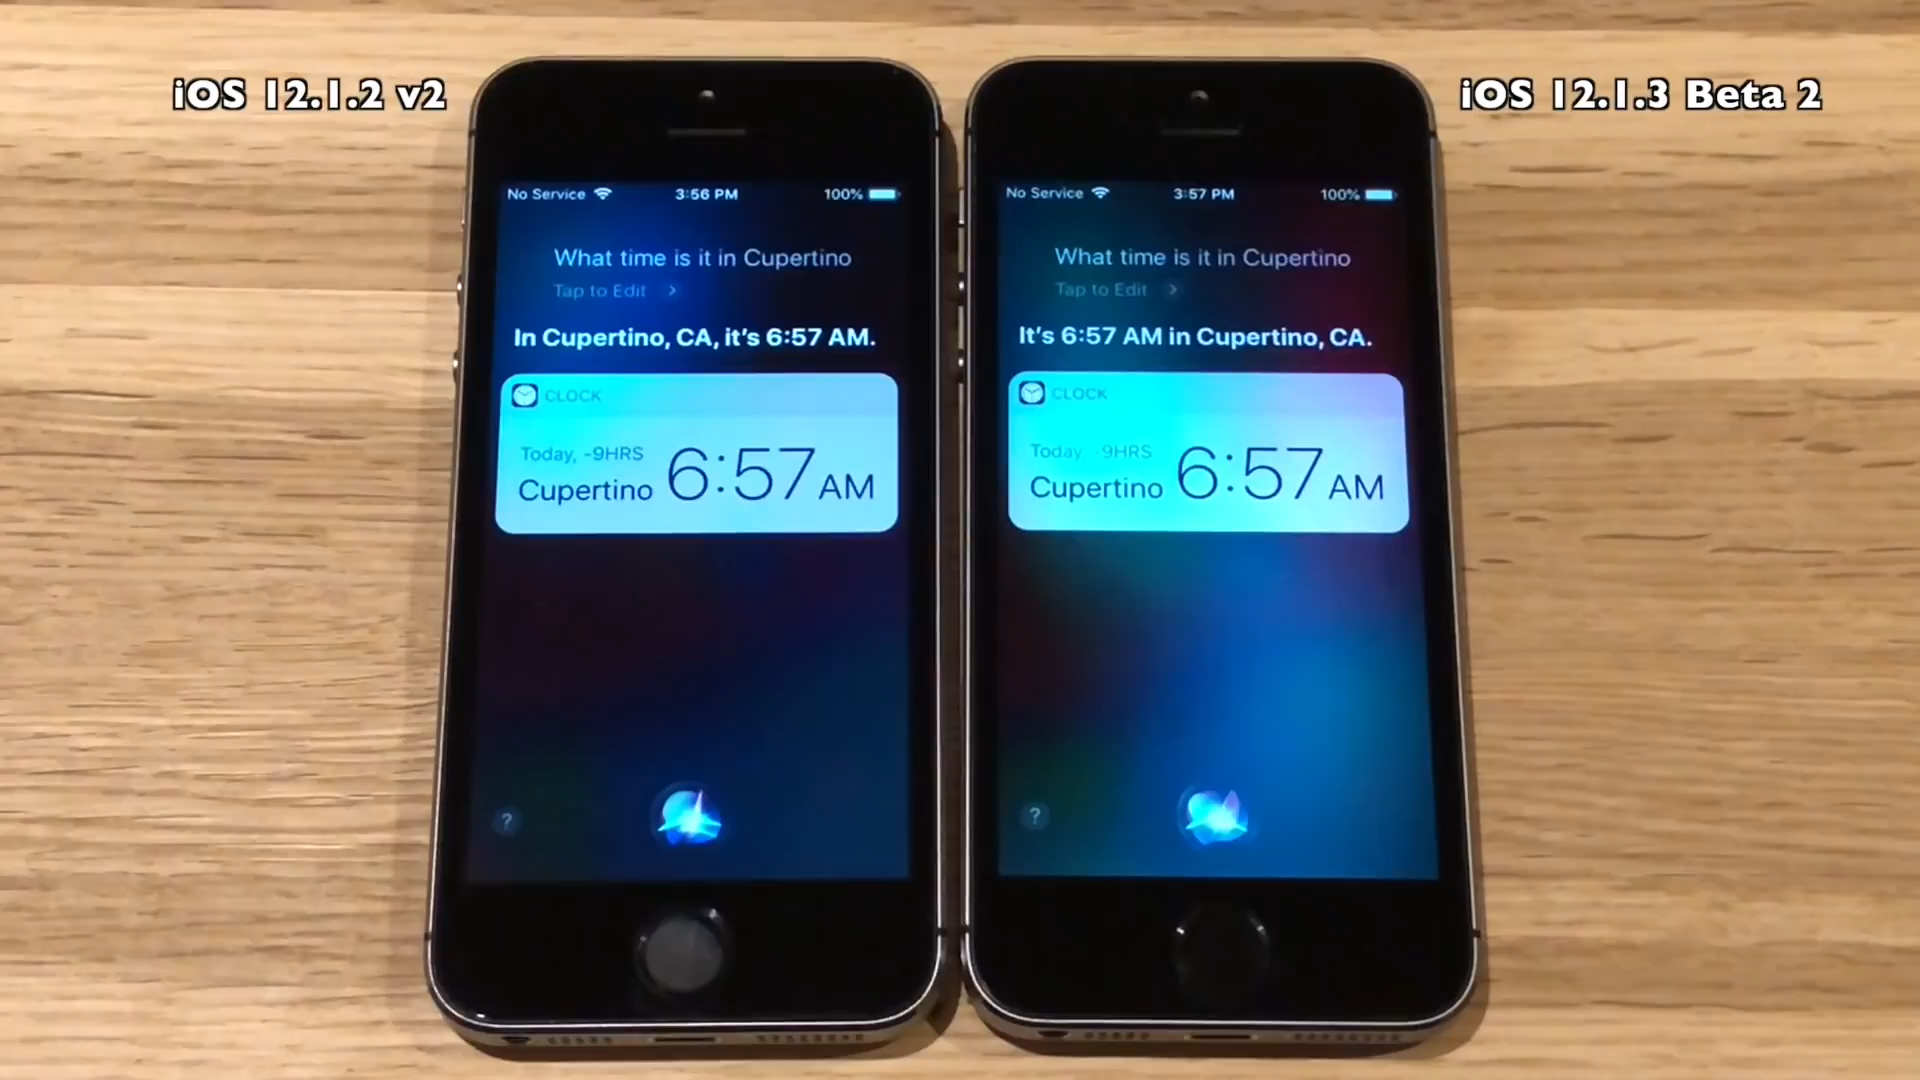 iOS 12.1.2 v2
iOS 12.1.3 Beta 2
No Service 3:56 PM 100%
What time is it in Cupertino
Tap to Edit >
In Cupertino, CA, it's 6:57 AM.
CLOCK
Today, -9HRS
Cupertino 6:57AM
?
No Service 3:57 PM 100%
What time is it in Cupertino
Tap to Edit >
It's 6:57 AM in Cupertino, CA.
CLOCK
Today, -9HRS
Cupertino 6:57AM
?